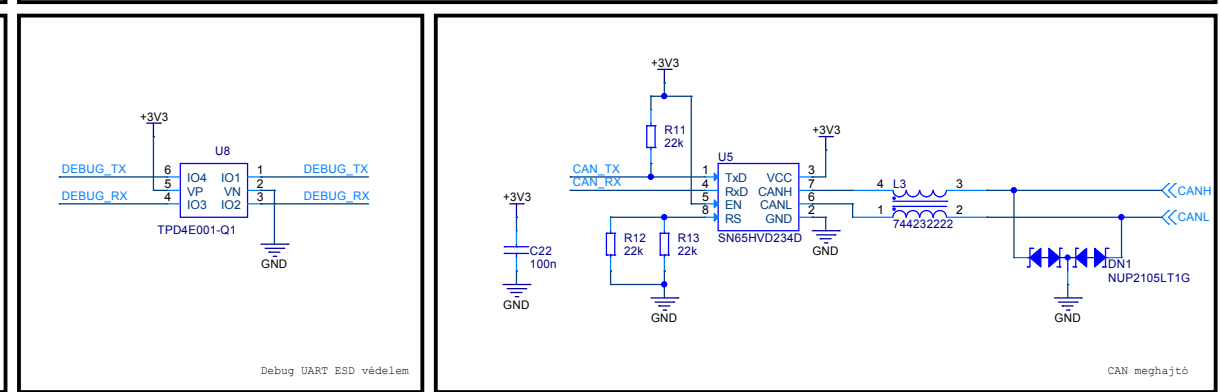 +3V3
U8
DEBUG_TX 6 IO4 IO1 1 DEBUG_TX
5 VP VN 2
DEBUG_RX 4 IO3 IO2 3 DEBUG_RX
TPD4E001-Q1
GND
Debug UART ESD védelem
+3V3
R11
22k
+3V3
U5
CAN_TX 1 TxD VCC 3
CAN_RX 4 RxD CANH 7
5 EN CANL 6
8 RS GND 2
SN65HVD234D
GND
4 L3 3
1 2
744232222
CANH
CANL
+3V3
C22
100n
GND
R12
22k
R13
22k
GND
DN1
NUP2105LT1G
GND
CAN meghajtó